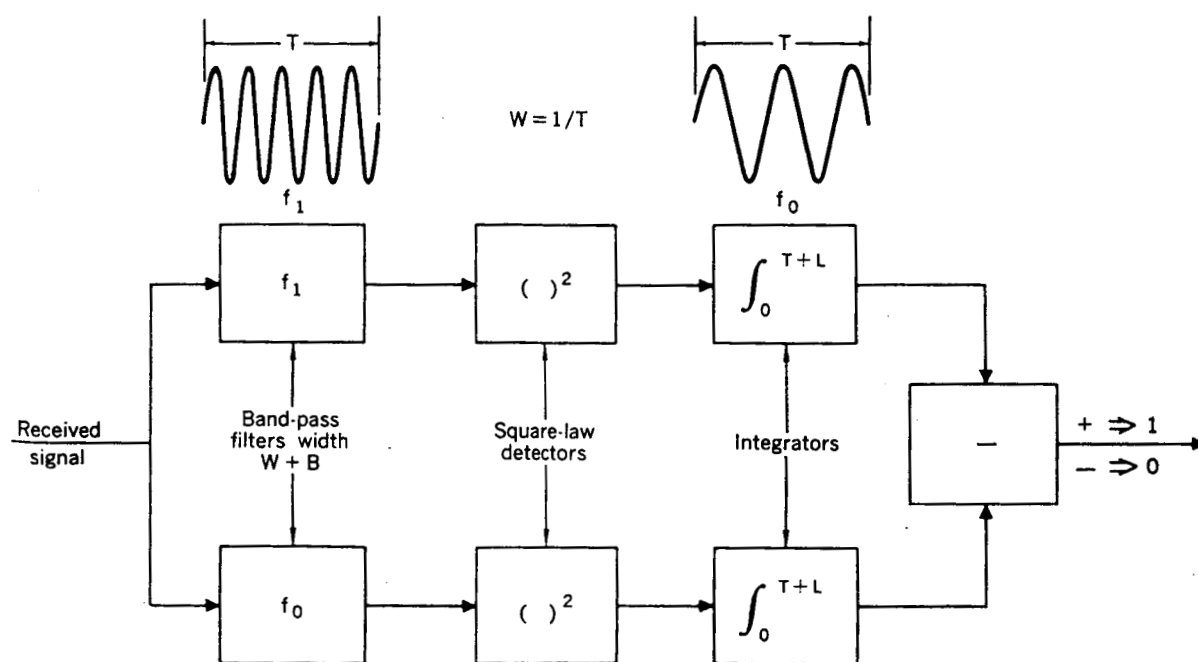 T
T
W = 1/T
f₁
f₀
f₁
( )²
∫₀ᵀ⁺ᴸ
Received
signal
Band-pass
filters width
W + B
Square-law
detectors
Integrators
−
+ ⇒ 1
− ⇒ 0
f₀
( )²
∫₀ᵀ⁺ᴸ